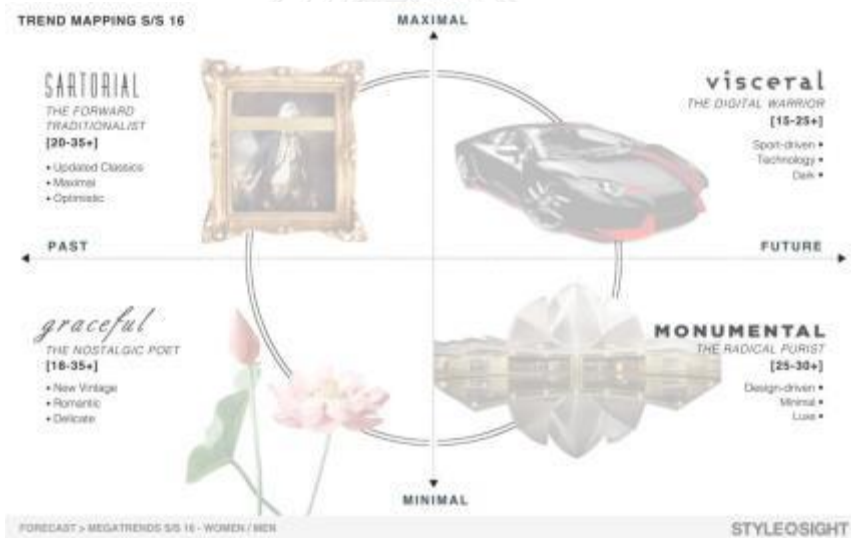 TREND MAPPING S/S 16
MAXIMAL
SARTORIAL
THE FORWARD
TRADITIONALIST
[20-35+]
• Updated Classics
• Maximal
• Optimistic
visceral
THE DIGITAL WARRIOR
[15-25+]
Sport-driven •
Technology •
Dark •
PAST
FUTURE
graceful
THE NOSTALGIC POET
[16-35+]
• New Vintage
• Romantic
• Delicate
MONUMENTAL
THE RADICAL PURIST
[25-30+]
Design-driven •
Minimal •
Luxe •
MINIMAL
FORECAST > MEGATRENDS S/S 16 - WOMEN / MEN
STYLEOSIGHT